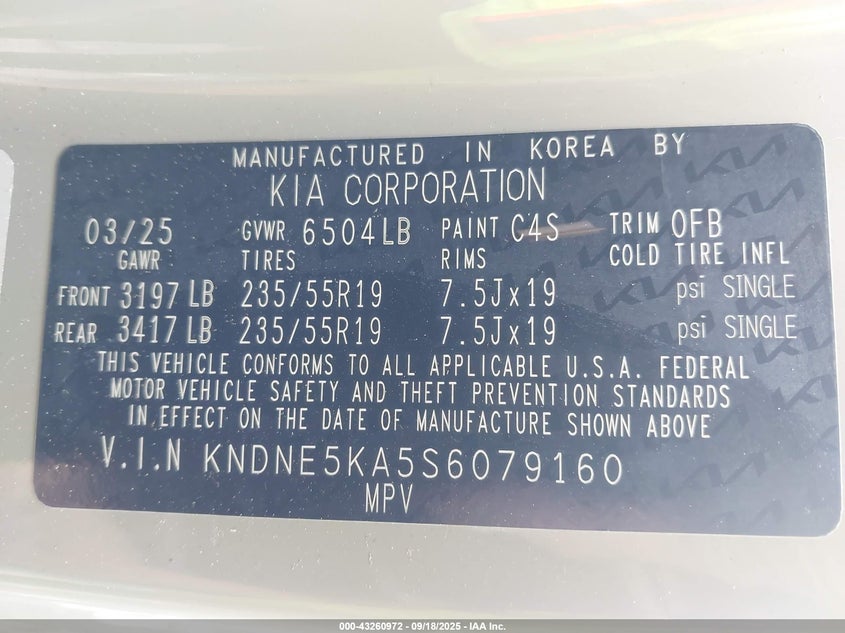 MANUFACTURED IN KOREA BY
KIA CORPORATION
03/25 GVWR 6504LB PAINT C4S TRIM OFB
GAWR TIRES RIMS COLD TIRE INFL
FRONT 3197 LB 235/55R19 7.5Jx19 psi SINGLE
REAR 3417 LB 235/55R19 7.5Jx19 psi SINGLE
THIS VEHICLE CONFORMS TO ALL APPLICABLE U.S.A. FEDERAL
MOTOR VEHICLE SAFETY AND THEFT PREVENTION STANDARDS
IN EFFECT ON THE DATE OF MANUFACTURE SHOWN ABOVE
V.I.N KNDNE5KA5S6079160
MPV
000-43260972 - 09/18/2025 - IAA Inc.